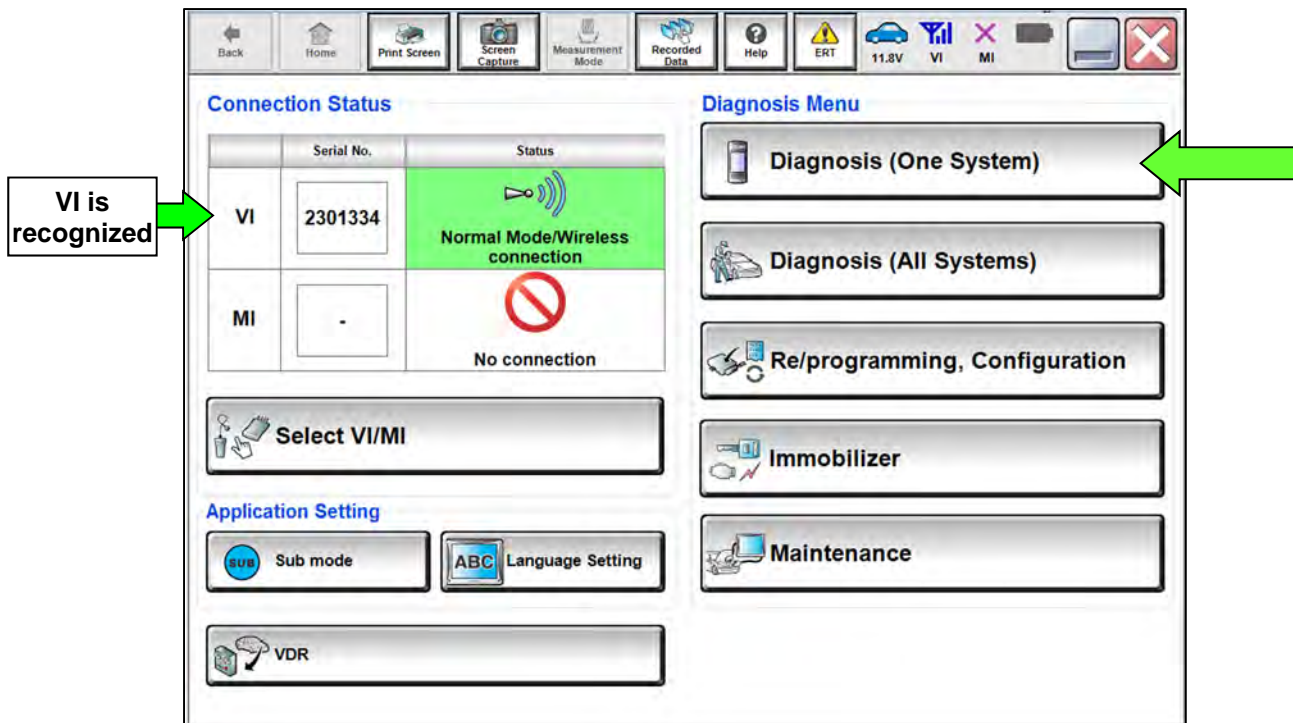 Back
Home
Print Screen
Screen
Capture
Measurement
Mode
Recorded
Data
Help
ERT
11.8V
VI
MI
Connection Status
Serial No.
Status
VI
2301334
Normal Mode/Wireless
connection
MI
-
No connection
VI is
recognized
Select VI/MI
Application Setting
SUB
Sub mode
ABC
Language Setting
VDR
Diagnosis Menu
Diagnosis (One System)
Diagnosis (All Systems)
Re/programming, Configuration
Immobilizer
Maintenance